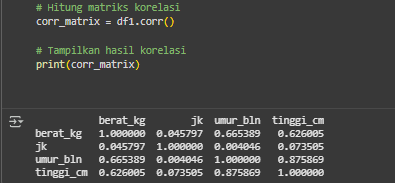 # Hitung matriks korelasi
corr_matrix = df1.corr()
# Tampilkan hasil korelasi
print(corr_matrix)
berat_kg jk umur_bln tinggi_cm
berat_kg 1.000000 0.045797 0.665389 0.626005
jk 0.045797 1.000000 0.004046 0.073505
umur_bln 0.665389 0.004046 1.000000 0.875869
tinggi_cm 0.626005 0.073505 0.875869 1.000000